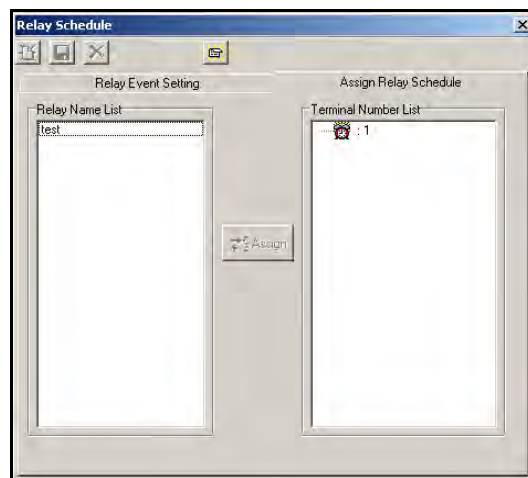 Relay Schedule
Relay Event Setting
Assign Relay Schedule
Relay Name List
test
Terminal Number List
: 1
Assign